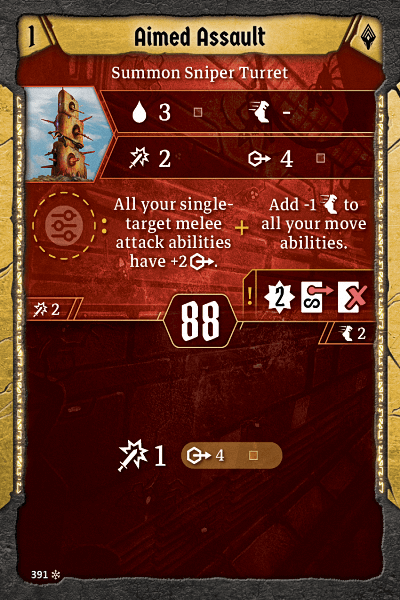 1 Aimed Assault
Summon Sniper Turret
3 -
2 4
All your single-
target melee
attack abilities
have +2.
:
+
Add -1 to
all your move
abilities.
! 2
2 88 2
1 4
391